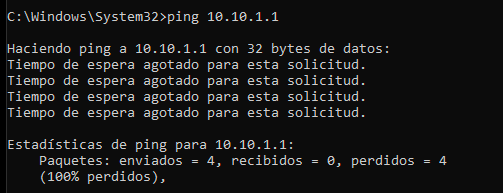 C:\Windows\System32>ping 10.10.1.1
Haciendo ping a 10.10.1.1 con 32 bytes de datos:
Tiempo de espera agotado para esta solicitud.
Tiempo de espera agotado para esta solicitud.
Tiempo de espera agotado para esta solicitud.
Tiempo de espera agotado para esta solicitud.
Estadísticas de ping para 10.10.1.1:
Paquetes: enviados = 4, recibidos = 0, perdidos = 4
(100% perdidos),